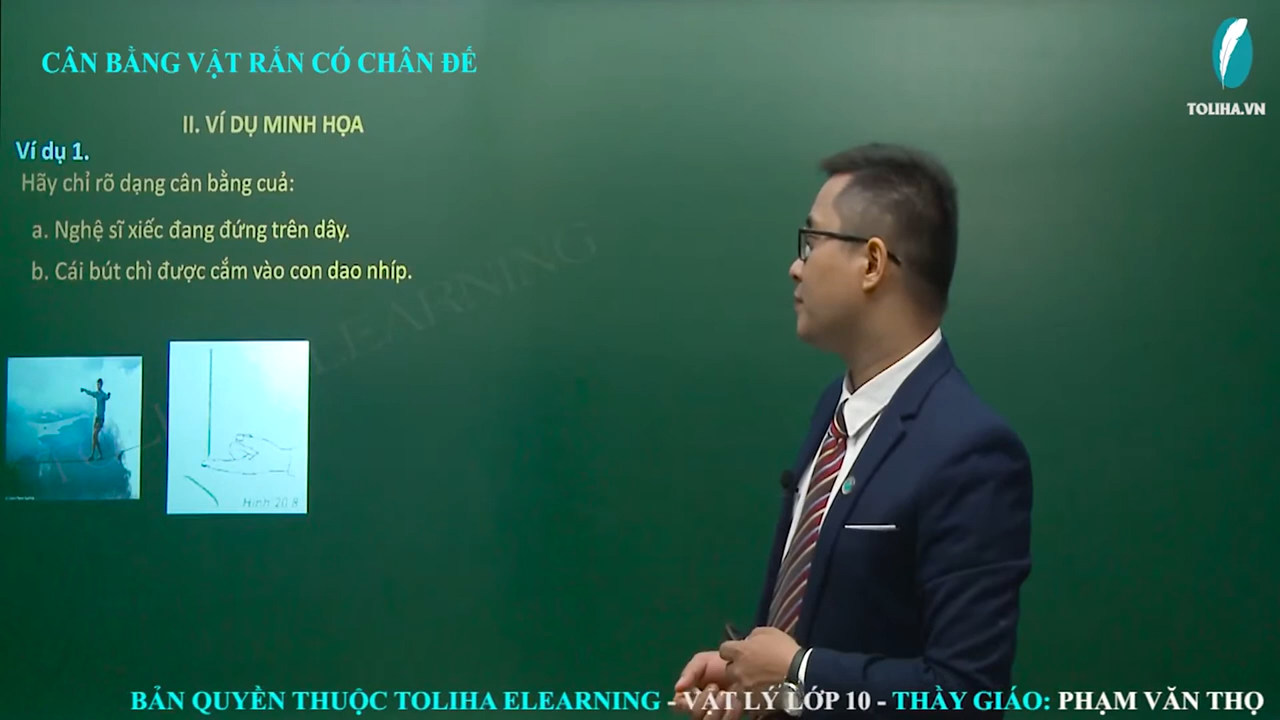 CÂN BẰNG VẬT RẮN CÓ CHÂN ĐẾ
TOLIHA.VN
II. VÍ DỤ MINH HỌA
Ví dụ 1.
Hãy chỉ rõ dạng cân bằng cuả:
a. Nghệ sĩ xiếc đang đứng trên dây.
b. Cái bút chì được cắm vào con dao nhíp.
ELEARNING
Hình 20.8
BẢN QUYỀN THUỘC TOLIHA ELEARNING - VẬT LÝ LỚP 10 - THẦY GIÁO: PHẠM VĂN THỌ